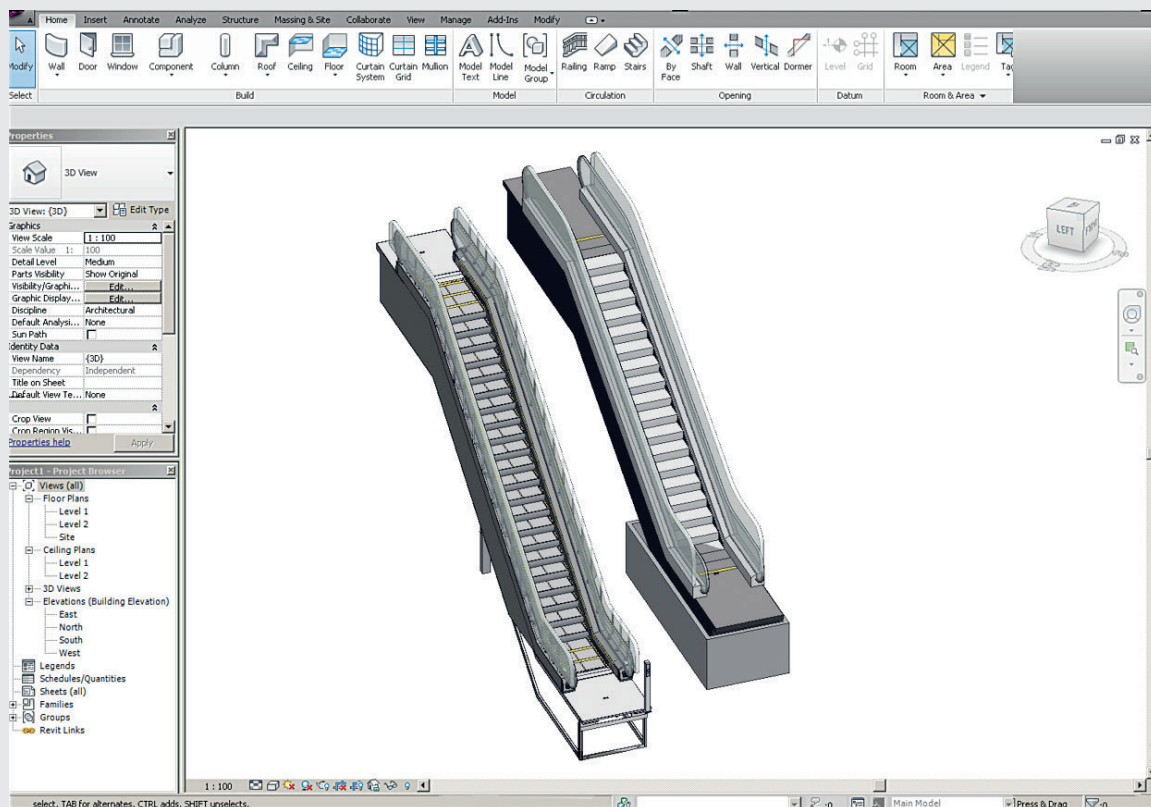 Home Insert Annotate Analyze Structure Massing & Site Collaborate View Manage Add-Ins Modify
Modify Wall Door Window Component Column Roof Ceiling Floor Curtain System Curtain Grid Mullion Model Text Model Line Model Group Railing Ramp Stairs By Face Shaft Wall Vertical Dormer Level Grid Room Area Legend Tag
Select Build Model Circulation Opening Datum Room & Area
Properties
3D View
3D View: {3D} Edit Type
Graphics
View Scale 1 : 100
Scale Value 1: 100
Detail Level Medium
Parts Visibility Show Original
Visibility/Graphi... Edit...
Graphic Display... Edit...
Discipline Architectural
Default Analysi... None
Sun Path
Identity Data
View Name {3D}
Dependency Independent
Title on Sheet
Default View Te... None
Crop View
Crop Region Vis...
Properties help Apply
Project1 - Project Browser
Views (all)
Floor Plans
Level 1
Level 2
Site
Ceiling Plans
Level 1
Level 2
3D Views
Elevations (Building Elevation)
East
North
South
West
Legends
Schedules/Quantities
Sheets (all)
Families
Groups
Revit Links
LEFT
1 : 100
select, TAB for alternates, CTRL adds, SHIFT unselects. :0 Main Model Press & Drag :0